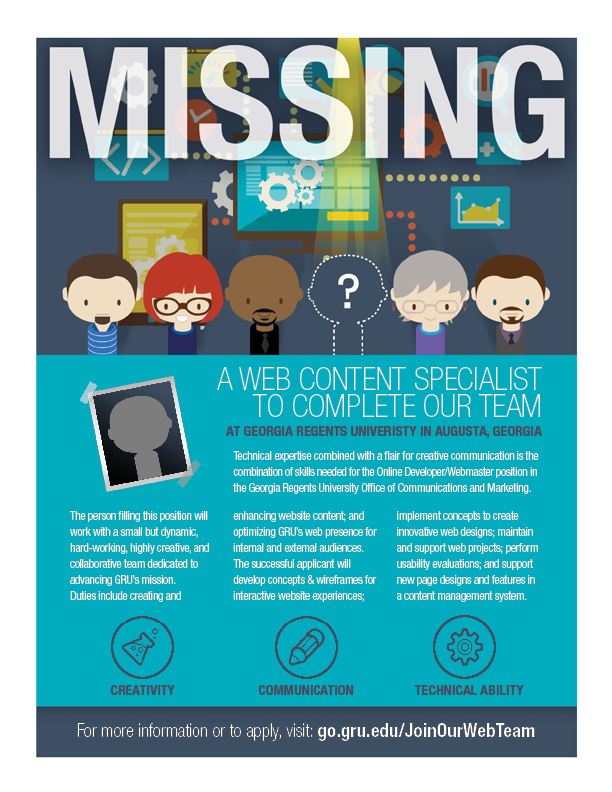 MISSING
</>
?
A WEB CONTENT SPECIALIST
TO COMPLETE OUR TEAM
AT GEORGIA REGENTS UNIVERISTY IN AUGUSTA, GEORGIA
Technical expertise combined with a flair for creative communication is the
combination of skills needed for the Online Developer/Webmaster position in
the Georgia Regents University Office of Communications and Marketing.
The person filling this position will
work with a small but dynamic,
hard-working, highly creative, and
collaborative team dedicated to
advancing GRU's mission.
Duties include creating and
enhancing website content; and
optimizing GRU's web presence for
internal and external audiences.
The successful applicant will
develop concepts & wireframes for
interactive website experiences;
implement concepts to create
innovative web designs; maintain
and support web projects; perform
usability evaluations; and support
new page designs and features in
a content management system.
CREATIVITY
COMMUNICATION
TECHNICAL ABILITY
For more information or to apply, visit: go.gru.edu/JoinOurWebTeam